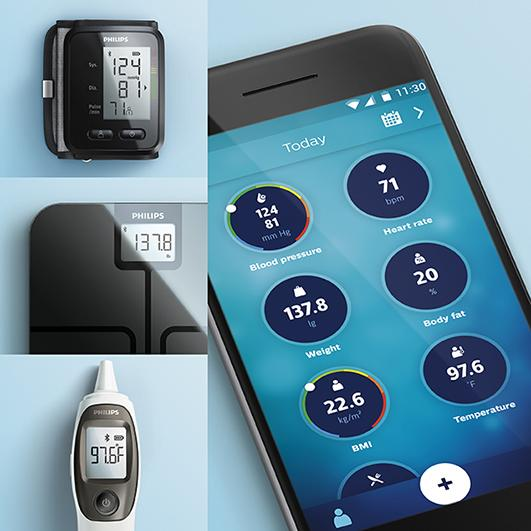 PHILIPS
Sys. 124
mmHg
Dia. 81
Pulse
/min 71
PHILIPS
137.8
PHILIPS
97.6°F
11:30
Today
124
81
mm Hg
Blood pressure
71
bpm
Heart rate
137.8
lg
Weight
20
%
Body fat
22.6
kg/m²
BMI
97.6
°F
Temperature
+